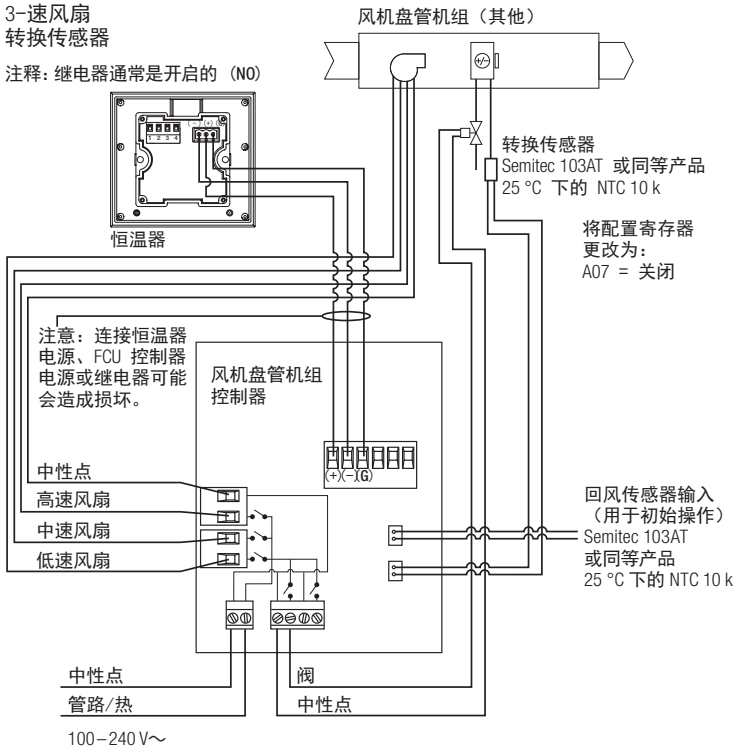 3-速风扇
转换传感器
注释：继电器通常是开启的 (NO)
风机盘管机组（其他）
1 2 3 4
(-) (+) (G)
+/-
恒温器
转换传感器
Semitec 103AT 或同等产品
25 °C 下的 NTC 10 k
将配置寄存器
更改为：
A07 = 关闭
注意：连接恒温器
电源、FCU 控制器
电源或继电器可能
会造成损坏。
风机盘管机组
控制器
(+)(-)(G)
中性点
高速风扇
中速风扇
低速风扇
回风传感器输入
（用于初始操作）
Semitec 103AT
或同等产品
25 °C 下的 NTC 10 k
中性点
管路/热
100–240 V～
阀
中性点